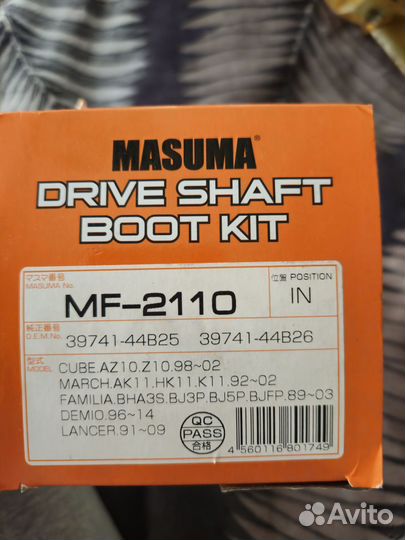 MASUMA®
DRIVE SHAFT
BOOT KIT
マスマ番号
MASUMA No.
MF-2110
位置 POSITION
IN
純正番号
O.E.M.No.
39741-44B25 39741-44B26
型式
MODEL
CUBE.AZ10.Z10.98~02
MARCH.AK11.HK11.K11.92~02
FAMILIA.BHA3S.BJ3P.BJ5P.BJFP.89~03
DEMIO.96~14
LANCER.91~09
QC
PASS
合格
4 560116 801749
Avito